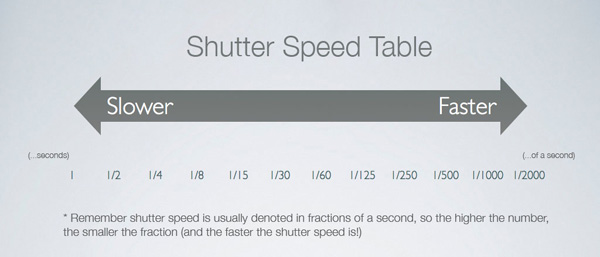 Shutter Speed Table
Slower Faster
(...seconds) (...of a second)
1 1/2 1/4 1/8 1/15 1/30 1/60 1/125 1/250 1/500 1/1000 1/2000
* Remember shutter speed is usually denoted in fractions of a second, so the higher the number,
the smaller the fraction (and the faster the shutter speed is!)